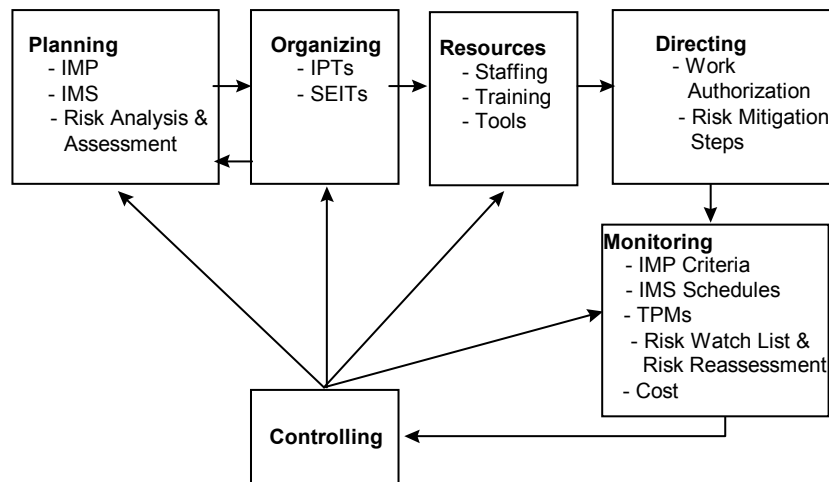 Planning
- IMP
- IMS
- Risk Analysis &
Assessment
Organizing
- IPTs
- SEITs
Resources
- Staffing
- Training
- Tools
Directing
- Work
Authorization
- Risk Mitigation
Steps
Monitoring
- IMP Criteria
- IMS Schedules
- TPMs
- Risk Watch List &
Risk Reassessment
- Cost
Controlling